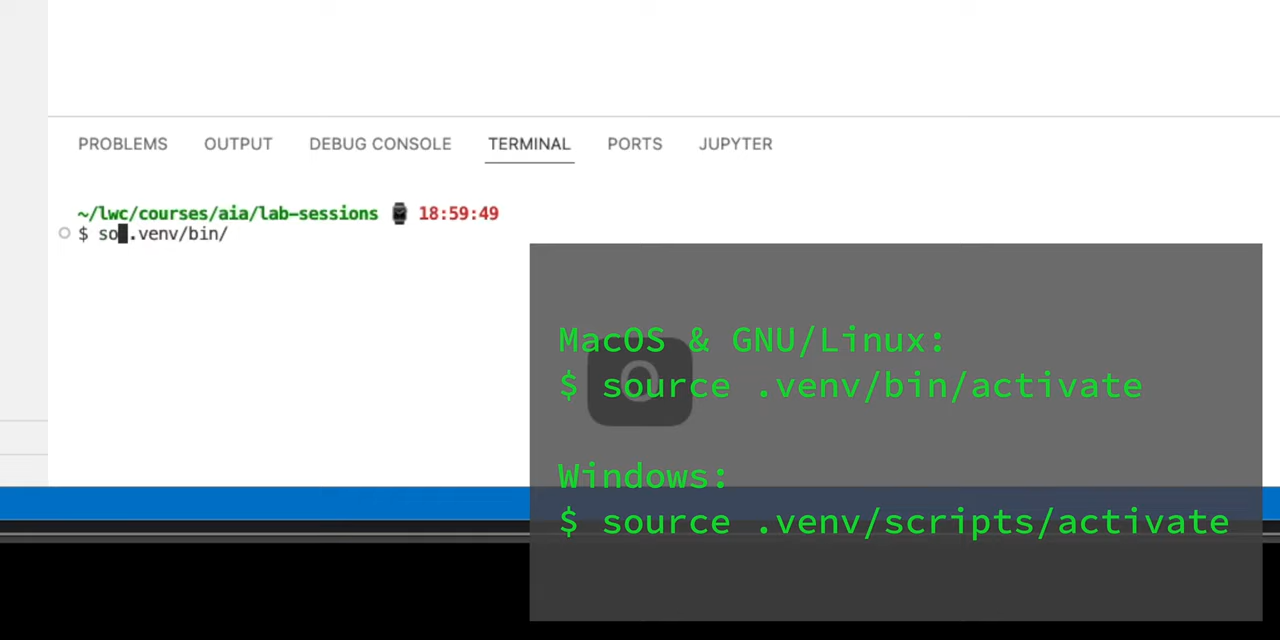 PROBLEMS OUTPUT DEBUG CONSOLE TERMINAL PORTS JUPYTER
~/lwc/courses/aia/lab-sessions ⌚ 18:59:49
$ so .venv/bin/
MacOS & GNU/Linux:
$ source .venv/bin/activate
Windows:
$ source .venv/scripts/activate